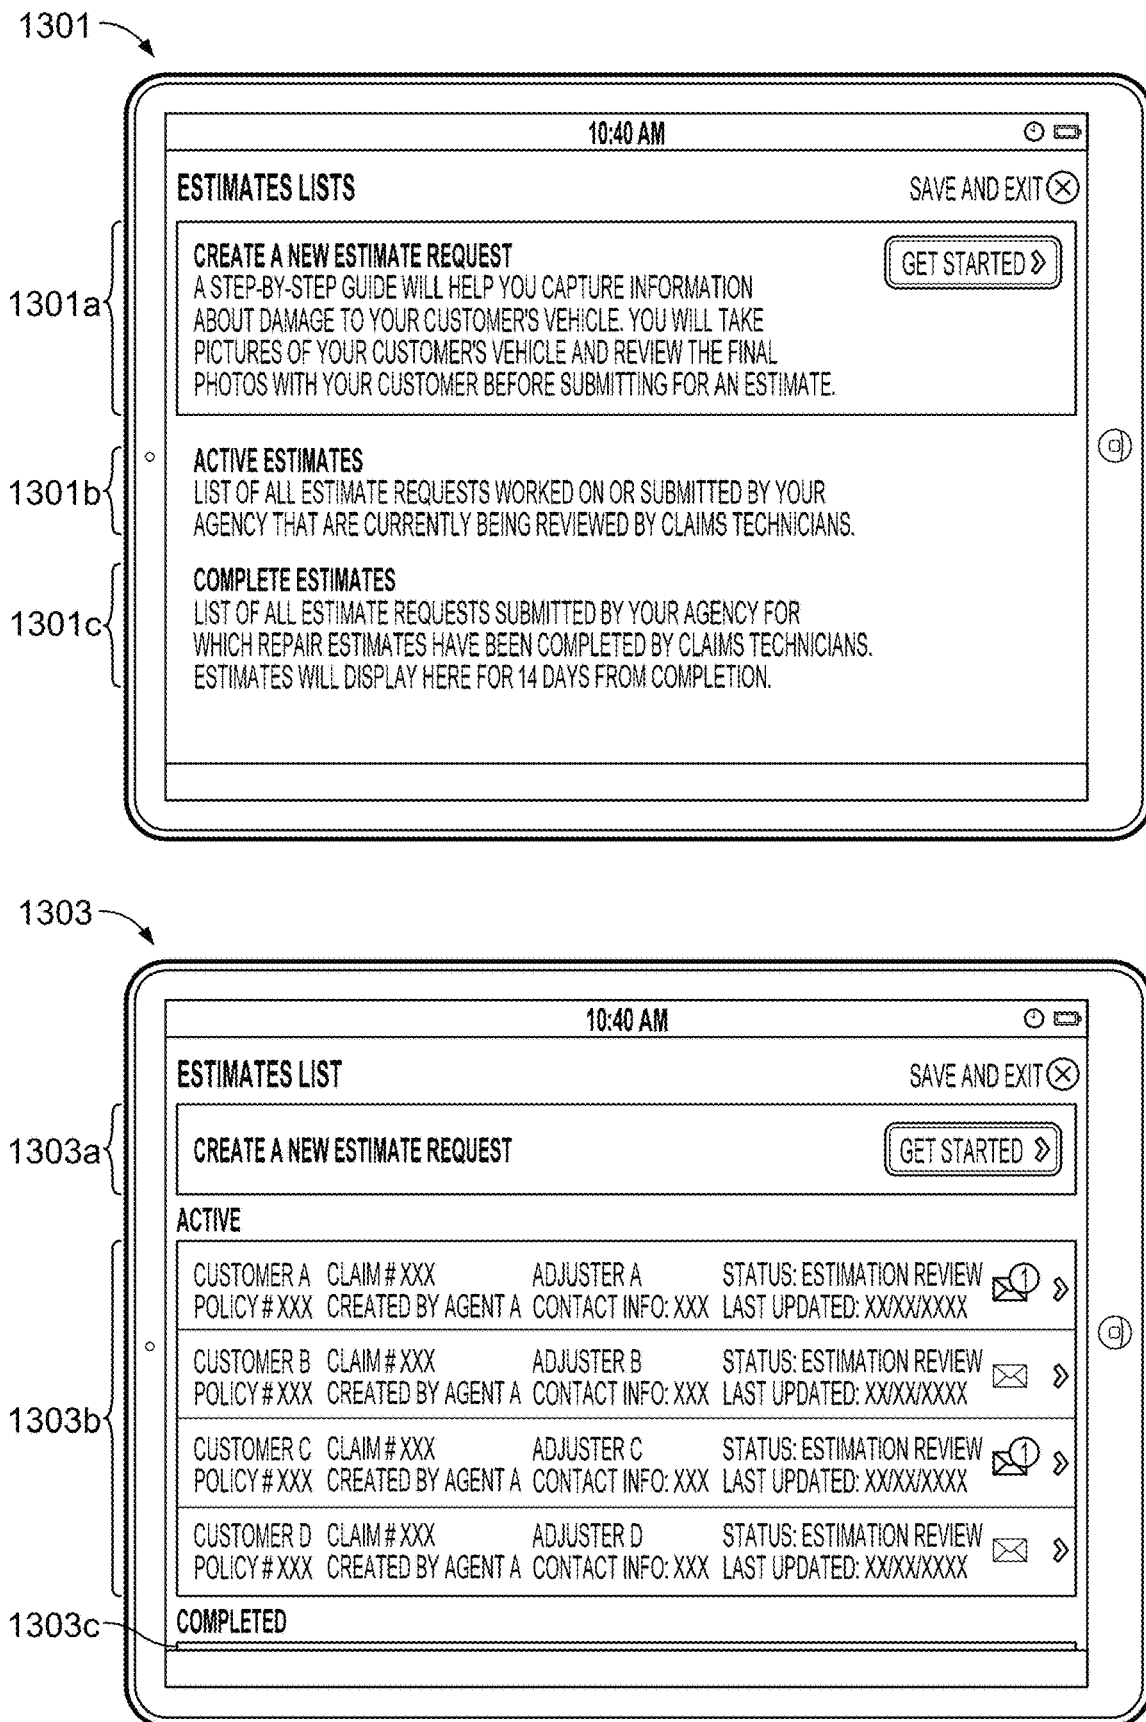 1301
10:40 AM
ESTIMATES LISTS
SAVE AND EXIT
1301a
CREATE A NEW ESTIMATE REQUEST
GET STARTED
A STEP-BY-STEP GUIDE WILL HELP YOU CAPTURE INFORMATION
ABOUT DAMAGE TO YOUR CUSTOMER'S VEHICLE. YOU WILL TAKE
PICTURES OF YOUR CUSTOMER'S VEHICLE AND REVIEW THE FINAL
PHOTOS WITH YOUR CUSTOMER BEFORE SUBMITTING FOR AN ESTIMATE.
1301b
ACTIVE ESTIMATES
LIST OF ALL ESTIMATE REQUESTS WORKED ON OR SUBMITTED BY YOUR
AGENCY THAT ARE CURRENTLY BEING REVIEWED BY CLAIMS TECHNICIANS.
1301c
COMPLETE ESTIMATES
LIST OF ALL ESTIMATE REQUESTS SUBMITTED BY YOUR AGENCY FOR
WHICH REPAIR ESTIMATES HAVE BEEN COMPLETED BY CLAIMS TECHNICIANS.
ESTIMATES WILL DISPLAY HERE FOR 14 DAYS FROM COMPLETION.
1303
10:40 AM
ESTIMATES LIST
SAVE AND EXIT
1303a
CREATE A NEW ESTIMATE REQUEST
GET STARTED
ACTIVE
1303b
CUSTOMER A CLAIM # XXX ADJUSTER A STATUS: ESTIMATION REVIEW 1
POLICY # XXX CREATED BY AGENT A CONTACT INFO: XXX LAST UPDATED: XX/XX/XXXX
CUSTOMER B CLAIM # XXX ADJUSTER B STATUS: ESTIMATION REVIEW
POLICY # XXX CREATED BY AGENT A CONTACT INFO: XXX LAST UPDATED: XX/XX/XXXX
CUSTOMER C CLAIM # XXX ADJUSTER C STATUS: ESTIMATION REVIEW 1
POLICY # XXX CREATED BY AGENT A CONTACT INFO: XXX LAST UPDATED: XX/XX/XXXX
CUSTOMER D CLAIM # XXX ADJUSTER D STATUS: ESTIMATION REVIEW
POLICY # XXX CREATED BY AGENT A CONTACT INFO: XXX LAST UPDATED: XX/XX/XXXX
1303c
COMPLETED